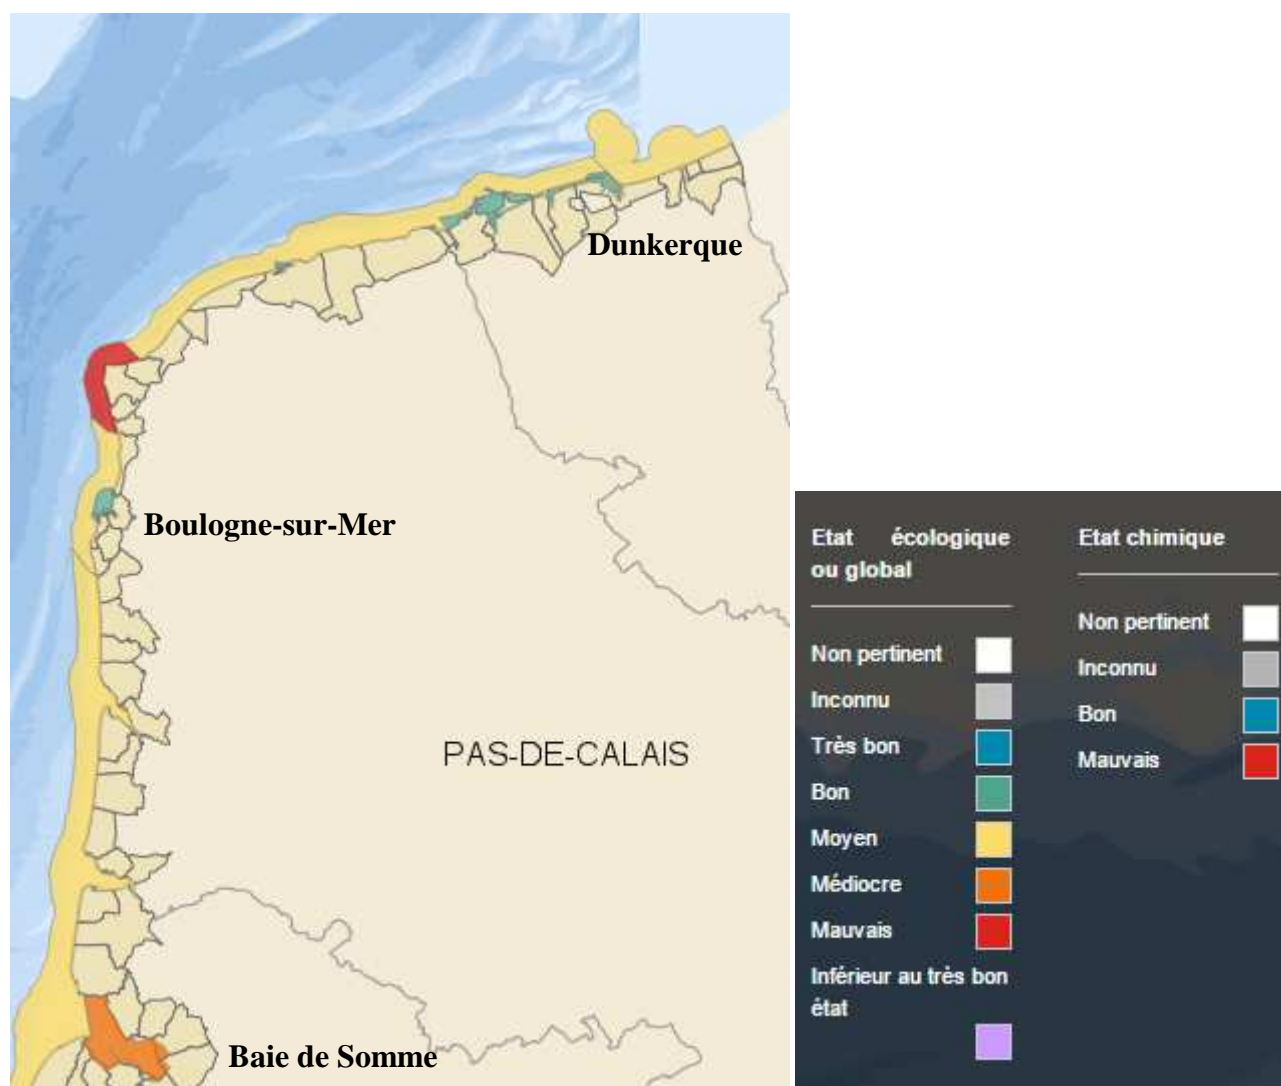 Dunkerque
Boulogne-sur-Mer
PAS-DE-CALAIS
Baie de Somme
Etat écologique
ou global
Non pertinent
Inconnu
Très bon
Bon
Moyen
Médiocre
Mauvais
Inférieur au très bon
état
Etat chimique
Non pertinent
Inconnu
Bon
Mauvais